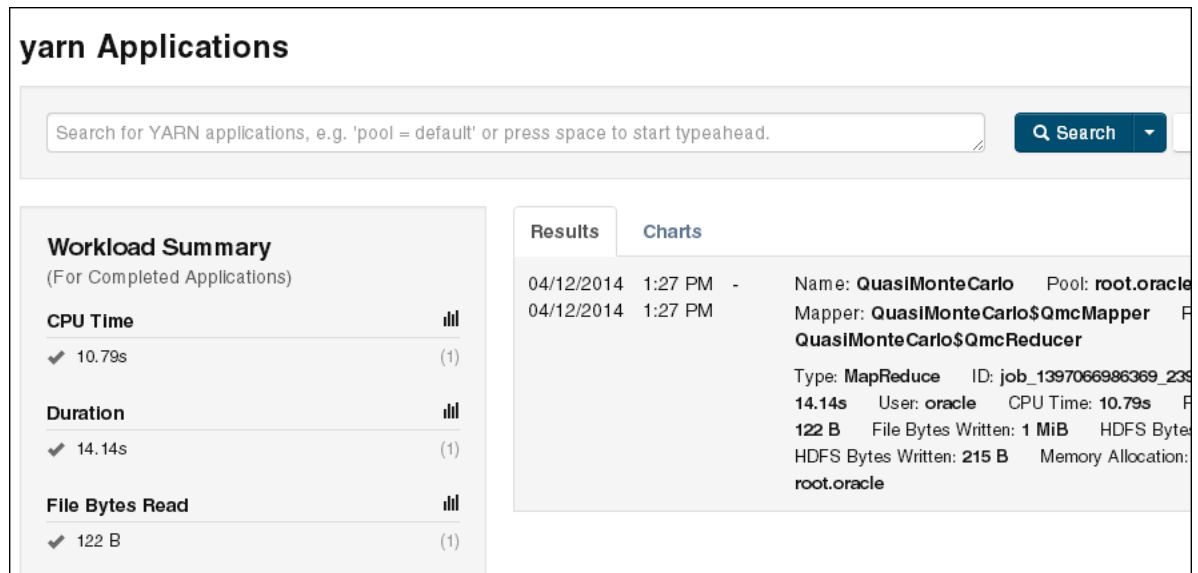 yarn Applications
Search for YARN applications, e.g. 'pool = default' or press space to start typeahead.
Search
Workload Summary
(For Completed Applications)
CPU Time
10.79s (1)
Duration
14.14s (1)
File Bytes Read
122 B (1)
Results Charts
04/12/2014 1:27 PM -
04/12/2014 1:27 PM
Name: QuasiMonteCarlo Pool: root.oracle
Mapper: QuasiMonteCarlo$QmcMapper
QuasiMonteCarlo$QmcReducer
Type: MapReduce ID: job_1397066986369_239
14.14s User: oracle CPU Time: 10.79s
122 B File Bytes Written: 1 MiB HDFS Bytes
HDFS Bytes Written: 215 B Memory Allocation:
root.oracle